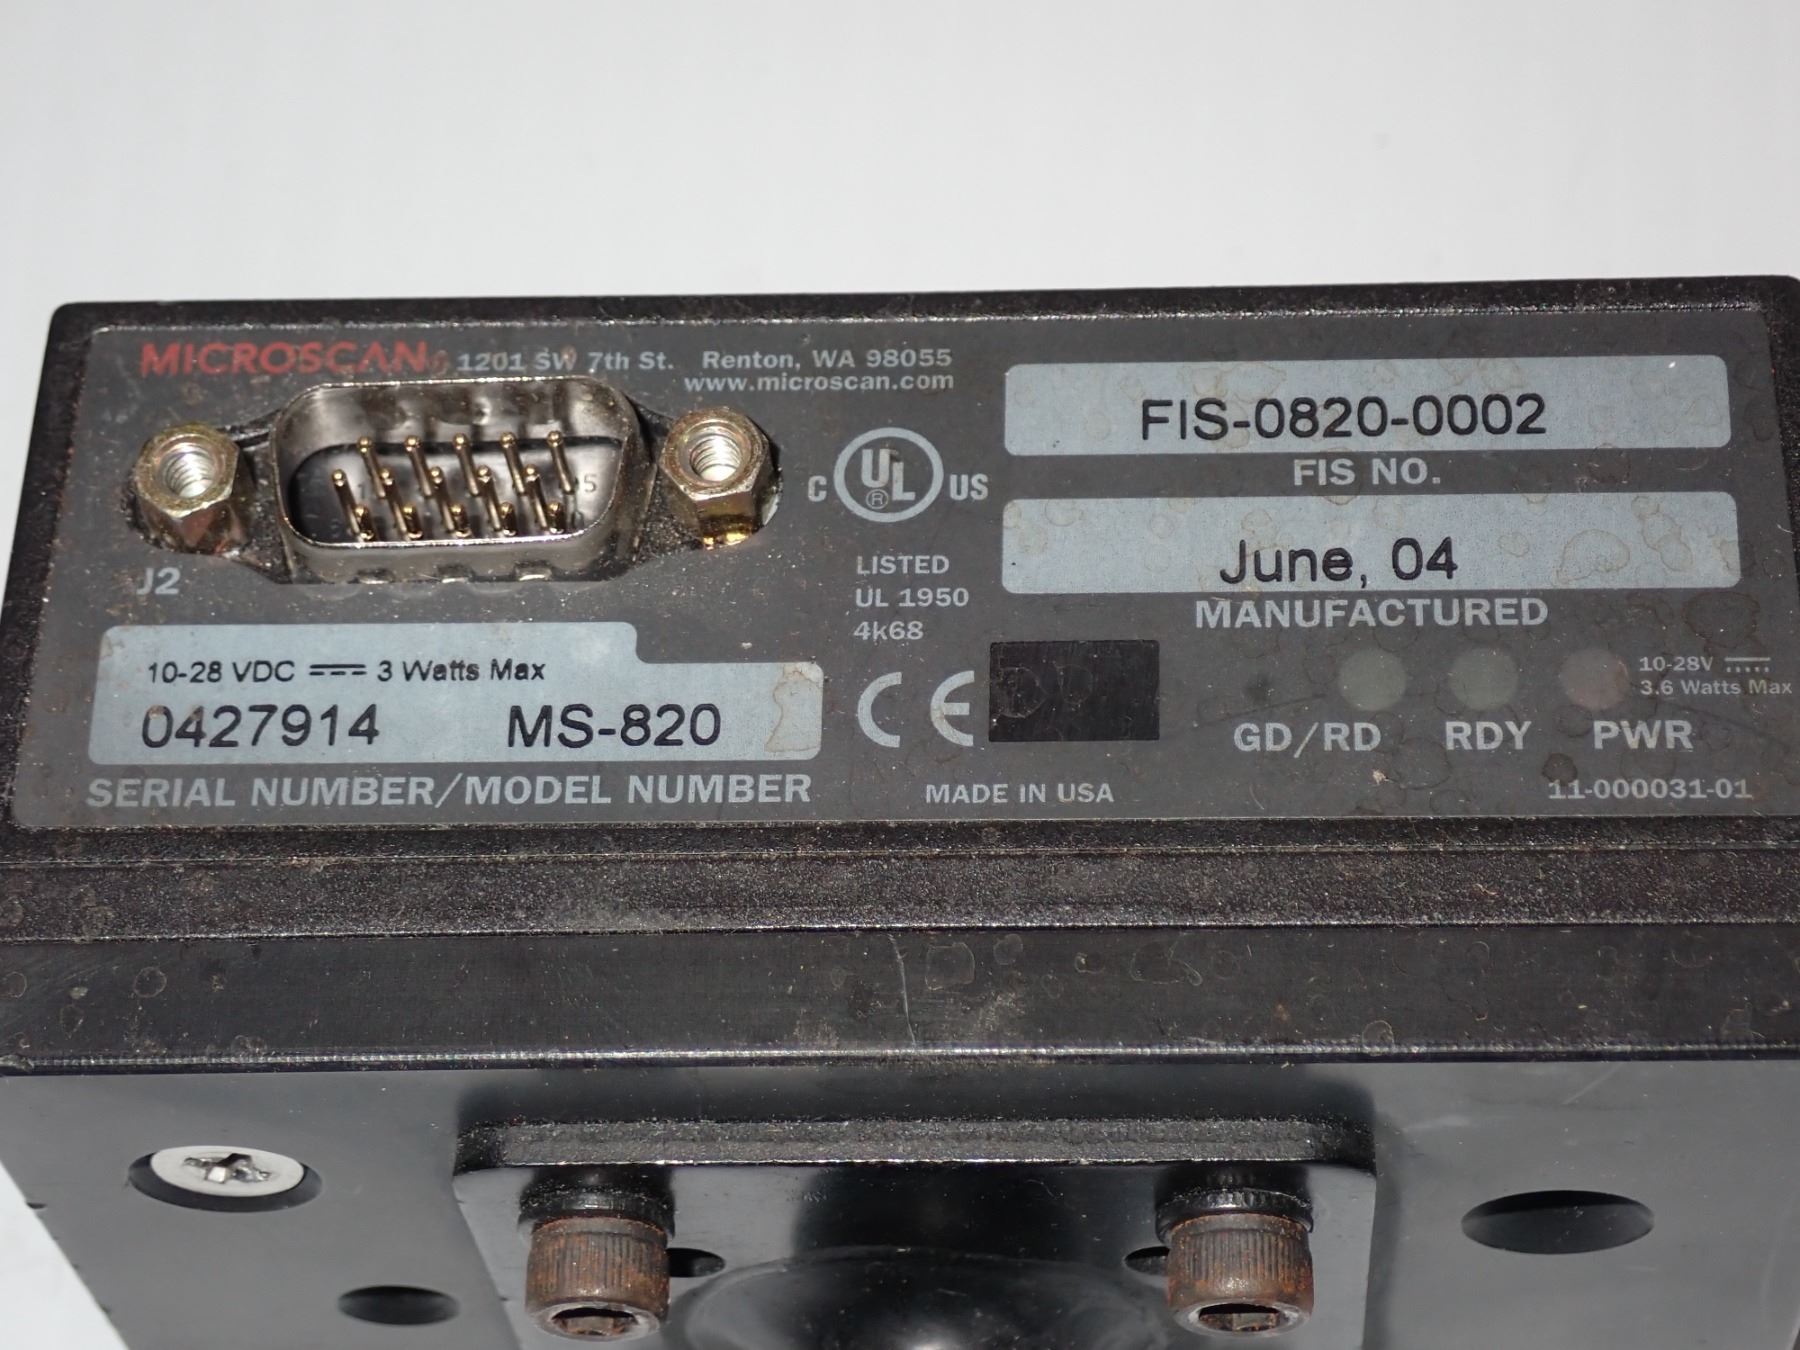 MICROSCAN® 1201 SW 7th St. Renton, WA 98055
www.microscan.com
FIS-0820-0002
FIS NO.
C UL® US
5
J2
LISTED
UL 1950
4k68
June, 04
MANUFACTURED
10-28 VDC 3 Watts Max
0427914 MS-820
SERIAL NUMBER/MODEL NUMBER
CE
MADE IN USA
10-28V
3.6 Watts Max
GD/RD RDY PWR
11-000031-01